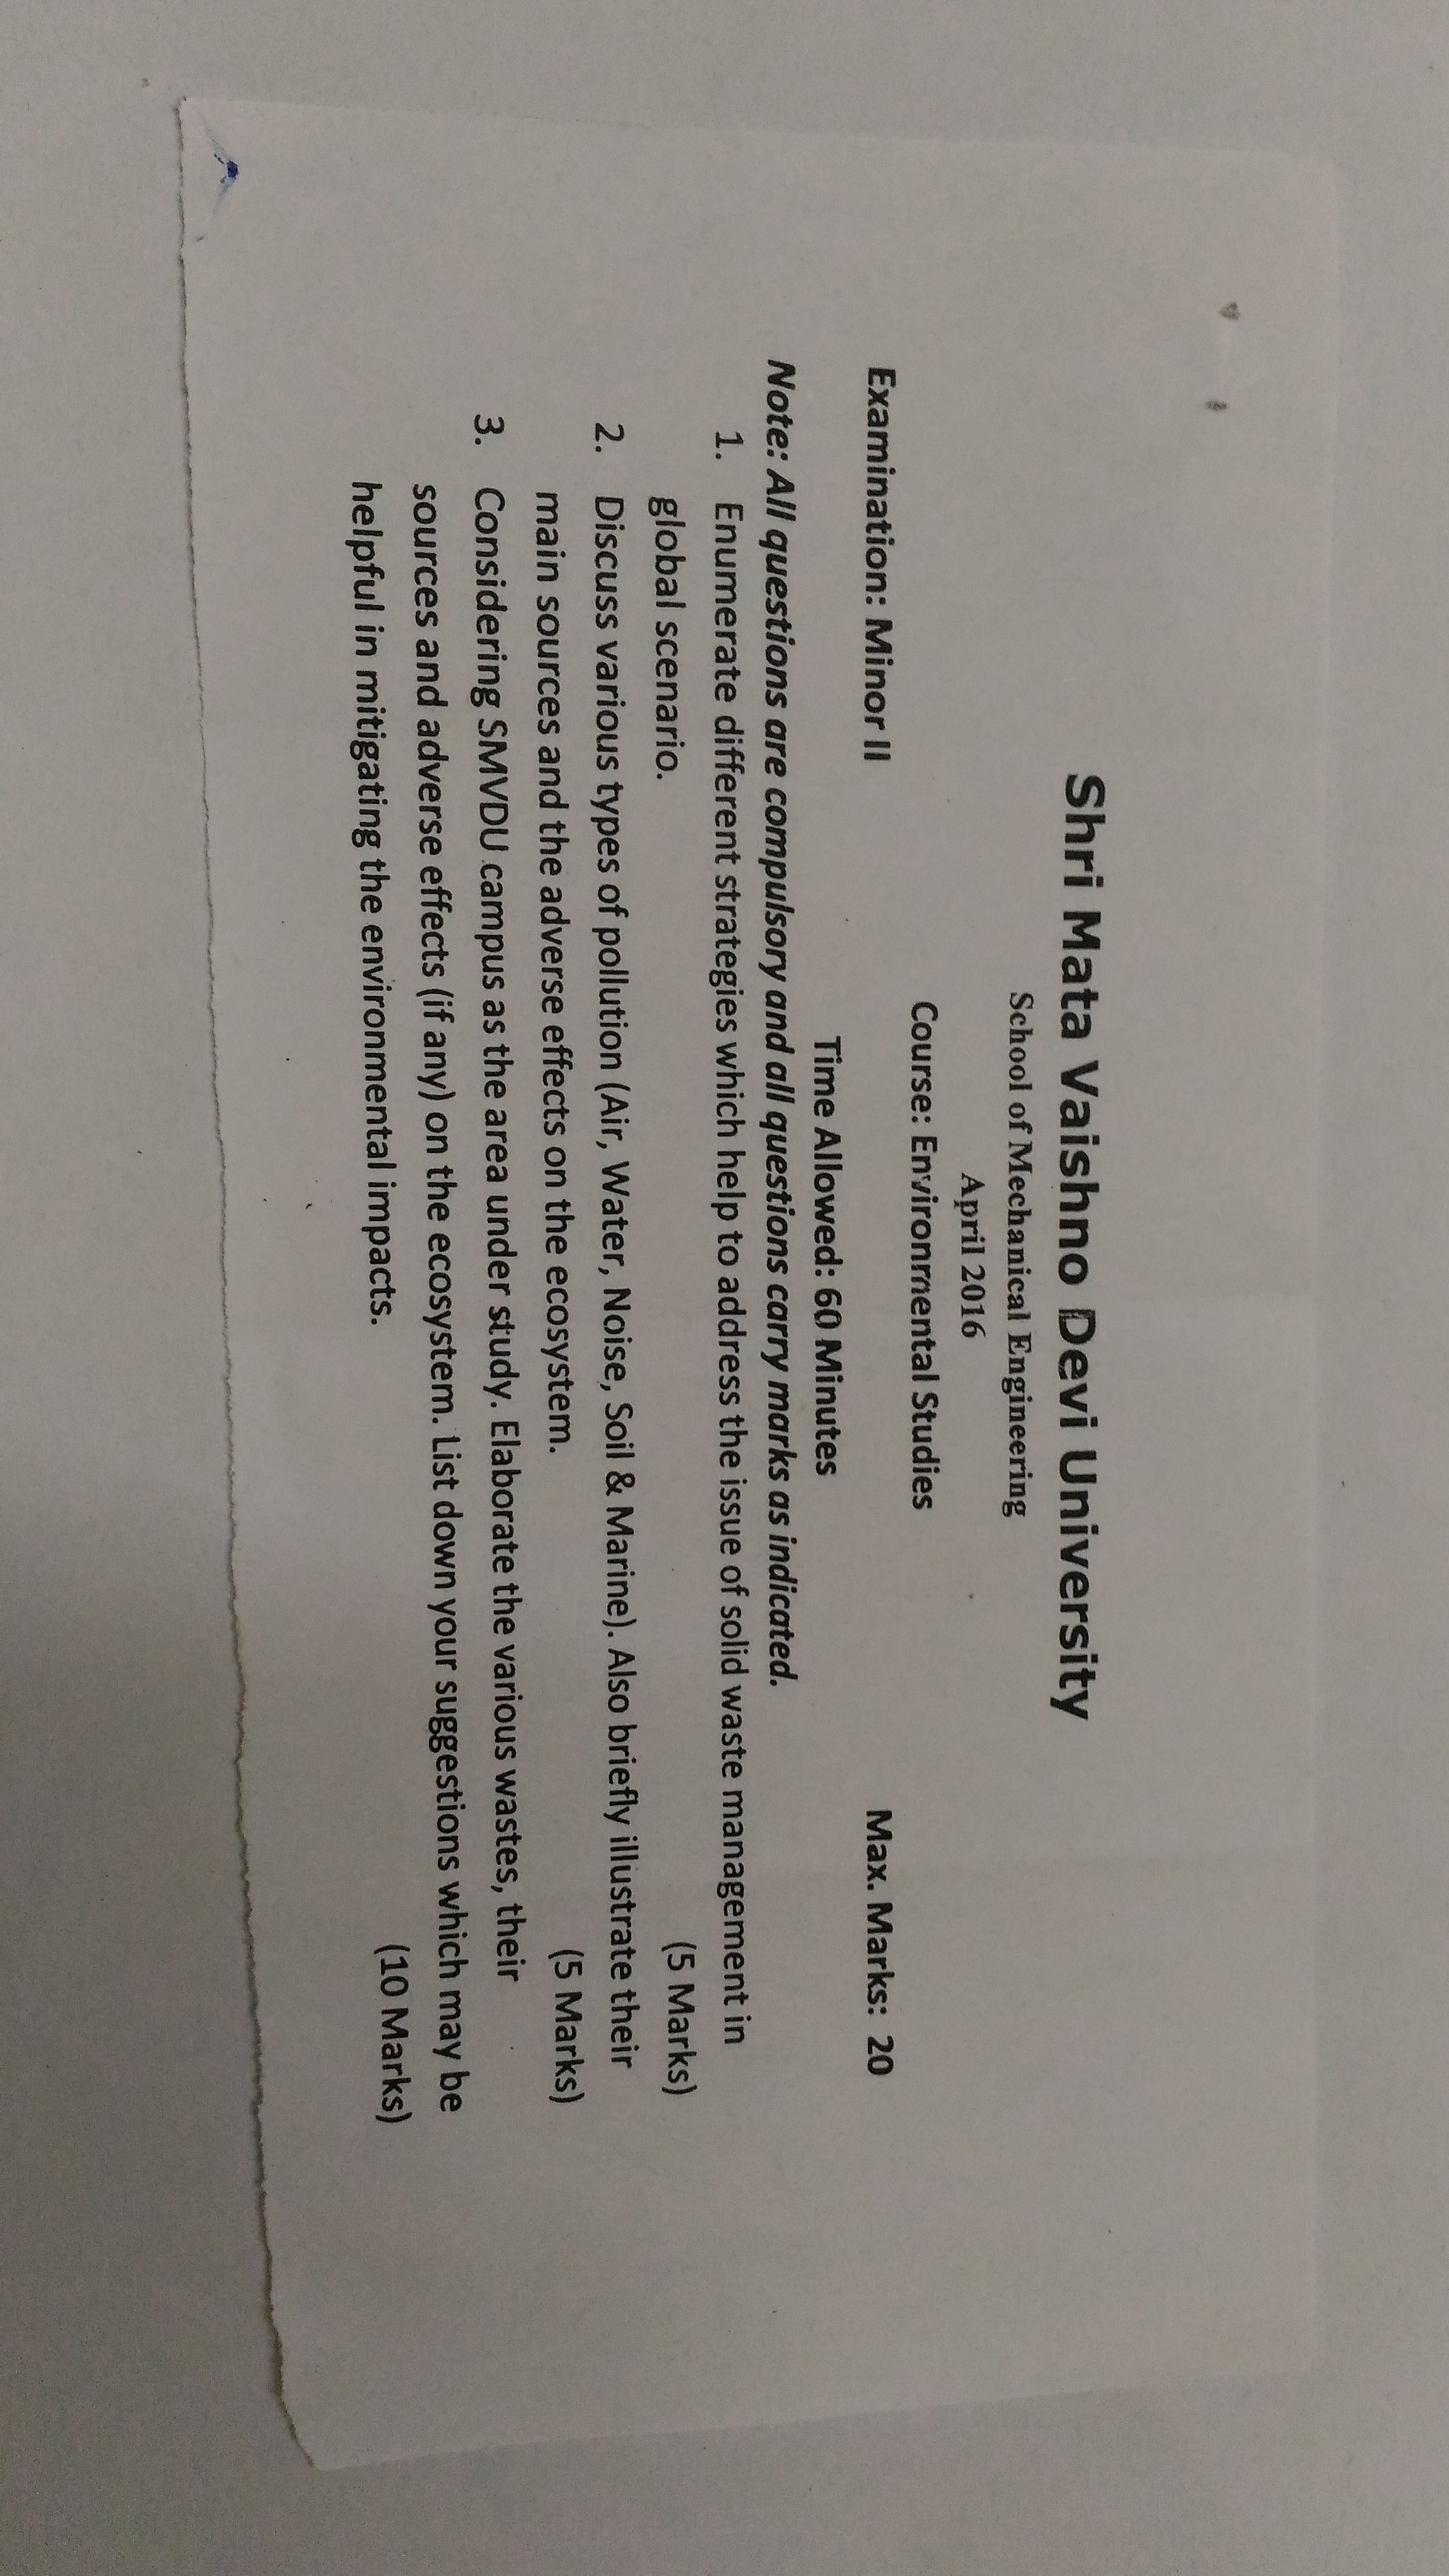 Shri Mata Vaishno Devi University
School of Mechanical Engineering
April 2016
Course: Environmental Studies
Examination: Minor II Max. Marks: 20
Time Allowed: 60 Minutes
Note: All questions are compulsory and all questions carry marks as indicated.
1. Enumerate different strategies which help to address the issue of solid waste management in
global scenario. (5 Marks)
2. Discuss various types of pollution (Air, Water, Noise, Soil & Marine). Also briefly illustrate their
main sources and the adverse effects on the ecosystem. (5 Marks)
3. Considering SMVDU campus as the area under study. Elaborate the various wastes, their
sources and adverse effects (if any) on the ecosystem. List down your suggestions which may be
helpful in mitigating the environmental impacts. (10 Marks)